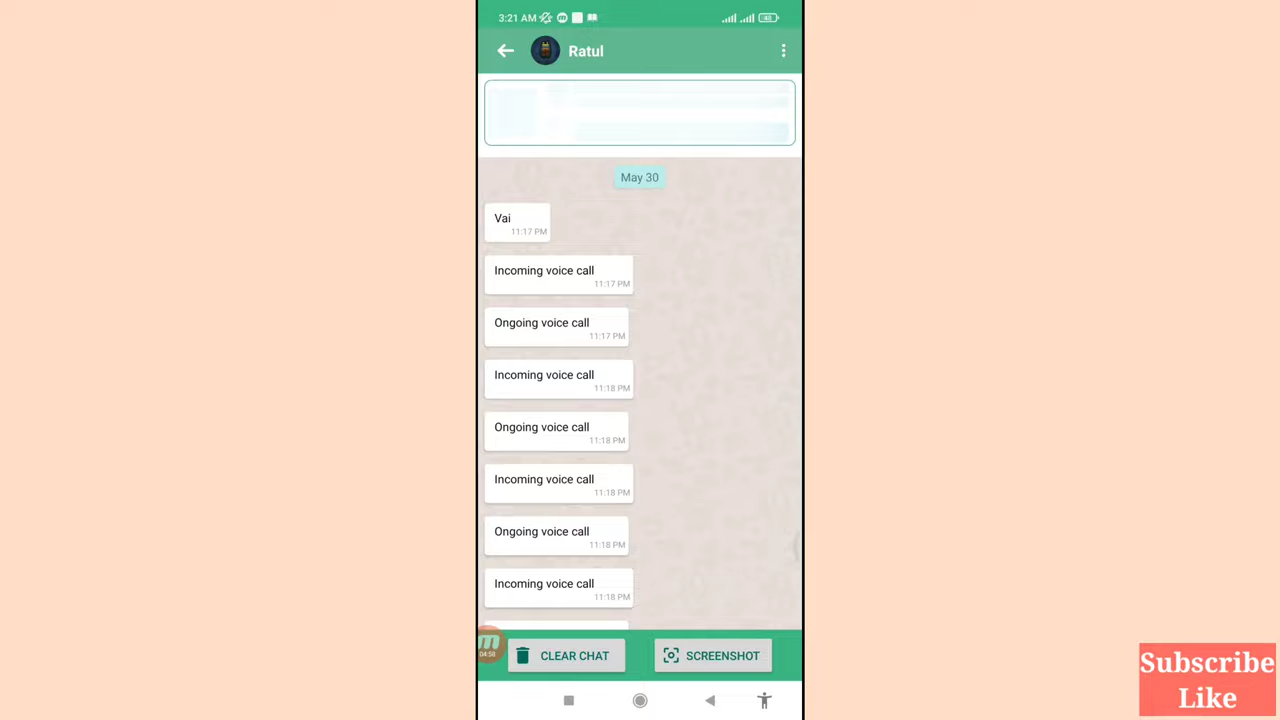 3:21 AM
48
Ratul
May 30
Vai
11:17 PM
Incoming voice call
11:17 PM
Ongoing voice call
11:17 PM
Incoming voice call
11:18 PM
Ongoing voice call
11:18 PM
Incoming voice call
11:18 PM
Ongoing voice call
11:18 PM
Incoming voice call
11:18 PM
04:58
CLEAR CHAT
SCREENSHOT
Subscribe
Like